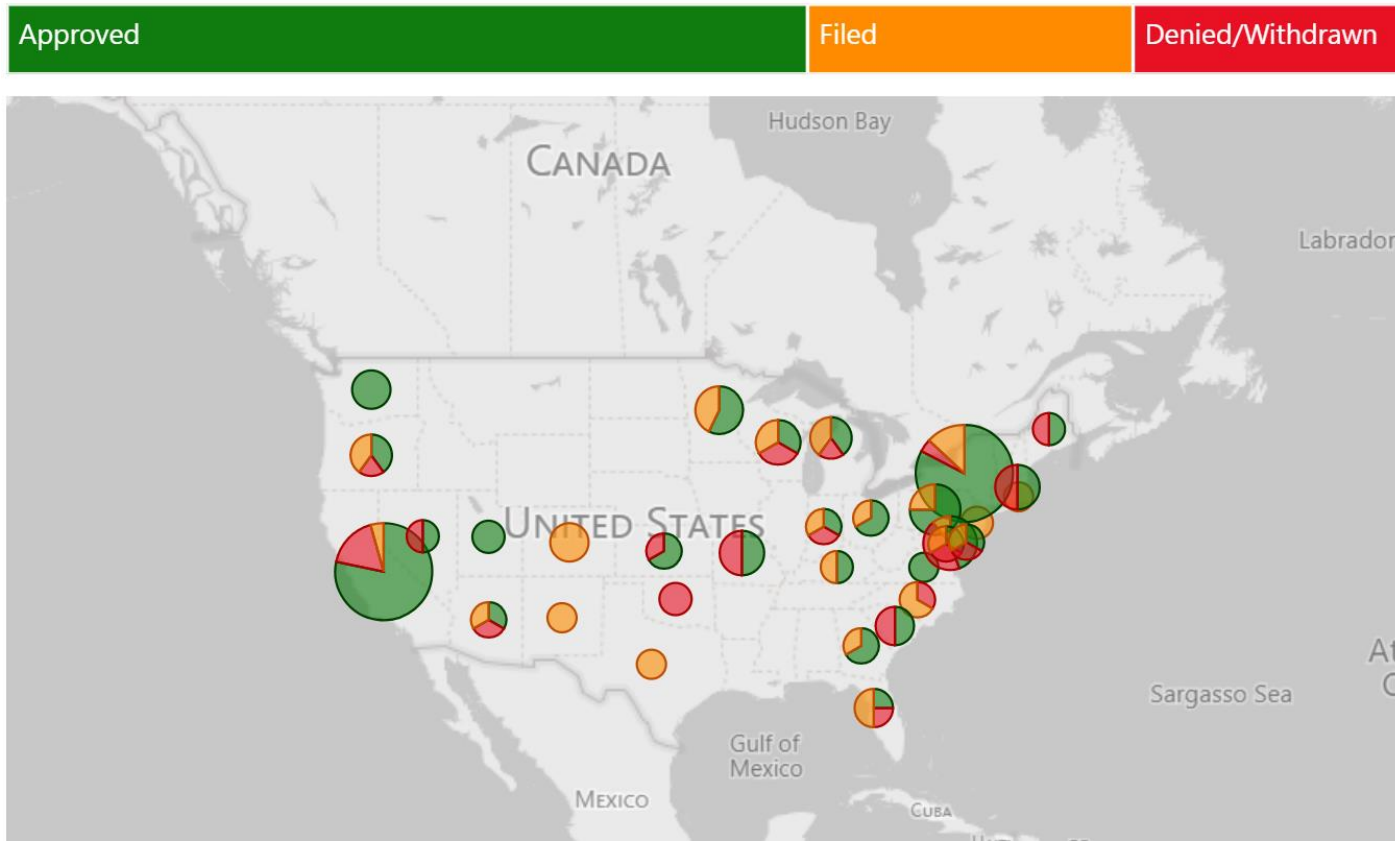 Approved
Filed
Denied/Withdrawn
Hudson Bay
CANADA
Labrador
UNITED STATES
Sargasso Sea
Gulf of
Mexico
MEXICO
CUBA